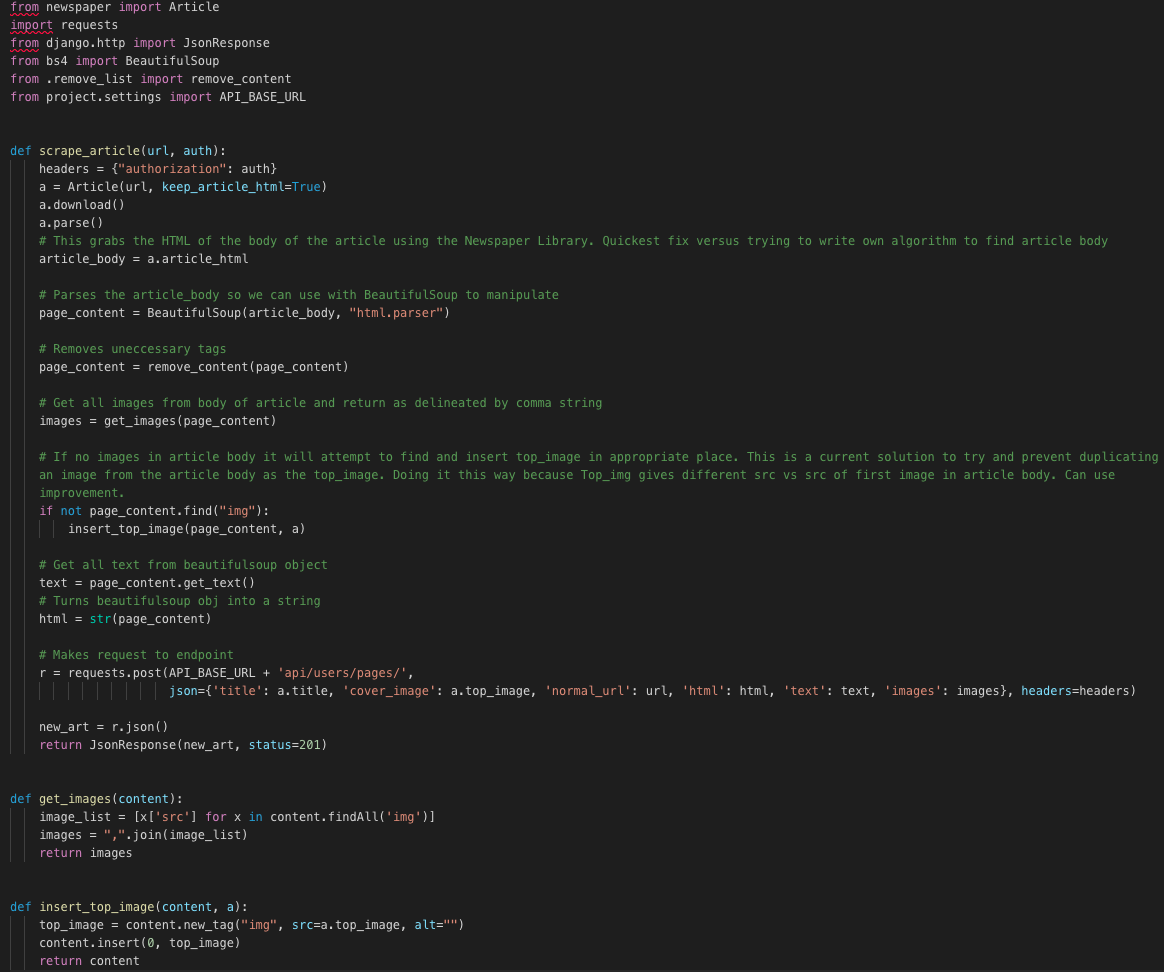 from newspaper import Article
import requests
from django.http import JsonResponse
from bs4 import BeautifulSoup
from .remove_list import remove_content
from project.settings import API_BASE_URL
def scrape_article(url, auth):
headers = {"authorization": auth}
a = Article(url, keep_article_html=True)
a.download()
a.parse()
# This grabs the HTML of the body of the article using the Newspaper Library. Quickest fix versus trying to write own algorithm to find article body
article_body = a.article_html
# Parses the article_body so we can use with BeautifulSoup to manipulate
page_content = BeautifulSoup(article_body, "html.parser")
# Removes uneccessary tags
page_content = remove_content(page_content)
# Get all images from body of article and return as delineated by comma string
images = get_images(page_content)
# If no images in article body it will attempt to find and insert top_image in appropriate place. This is a current solution to try and prevent duplicating
an image from the article body as the top_image. Doing it this way because Top_img gives different src vs src of first image in article body. Can use
improvement.
if not page_content.find("img"):
insert_top_image(page_content, a)
# Get all text from beautifulsoup object
text = page_content.get_text()
# Turns beautifulsoup obj into a string
html = str(page_content)
# Makes request to endpoint
r = requests.post(API_BASE_URL + 'api/users/pages/',
json={'title': a.title, 'cover_image': a.top_image, 'normal_url': url, 'html': html, 'text': text, 'images': images}, headers=headers)
new_art = r.json()
return JsonResponse(new_art, status=201)
def get_images(content):
image_list = [x['src'] for x in content.findAll('img')]
images = ",".join(image_list)
return images
def insert_top_image(content, a):
top_image = content.new_tag("img", src=a.top_image, alt="")
content.insert(0, top_image)
return content